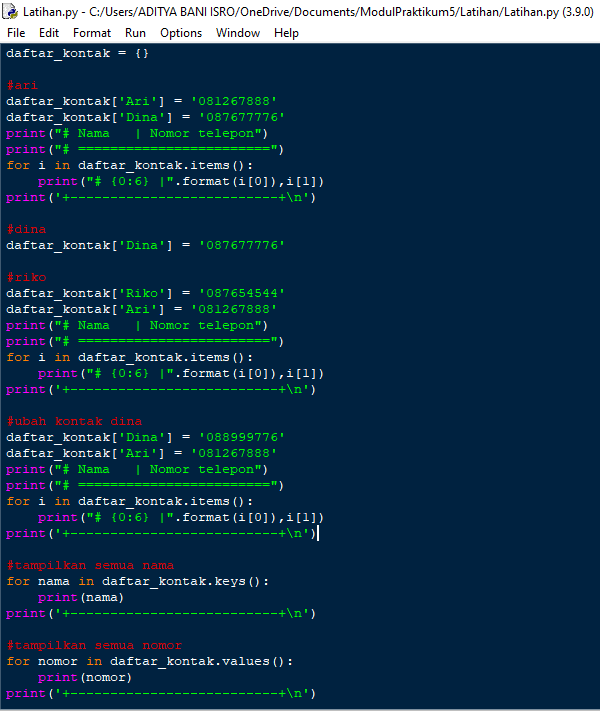 Latihan.py - C:/Users/ADITYA BANI ISRO/OneDrive/Documents/ModulPraktikum5/Latihan/Latihan.py (3.9.0)
File Edit Format Run Options Window Help
daftar_kontak = {}
#ari
daftar_kontak['Ari'] = '081267888'
daftar_kontak['Dina'] = '087677776'
print("# Nama   | Nomor telepon")
print("# ========================")
for i in daftar_kontak.items():
    print("# {0:6} |".format(i[0]),i[1])
print('+--------------------------+\n')
#dina
daftar_kontak['Dina'] = '087677776'
#riko
daftar_kontak['Riko'] = '087654544'
daftar_kontak['Ari'] = '081267888'
print("# Nama   | Nomor telepon")
print("# ========================")
for i in daftar_kontak.items():
    print("# {0:6} |".format(i[0]),i[1])
print('+--------------------------+\n')
#ubah kontak dina
daftar_kontak['Dina'] = '088999776'
daftar_kontak['Ari'] = '081267888'
print("# Nama   | Nomor telepon")
print("# ========================")
for i in daftar_kontak.items():
    print("# {0:6} |".format(i[0]),i[1])
print('+--------------------------+\n')
#tampilkan semua nama
for nama in daftar_kontak.keys():
    print(nama)
print('+--------------------------+\n')
#tampilkan semua nomor
for nomor in daftar_kontak.values():
    print(nomor)
print('+--------------------------+\n')